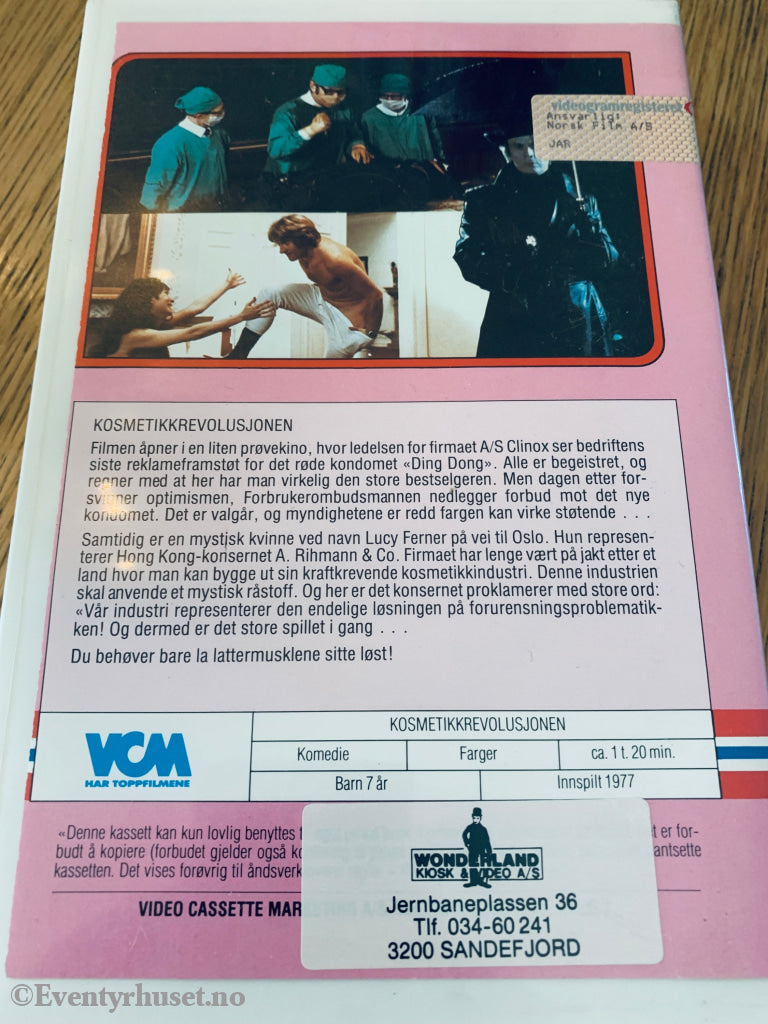 videogramregisteret
Ansvarlig:
Norsk Film A/S
JAR
KOSMETIKKREVOLUSJONEN
Filmen åpner i en liten prøvekino, hvor ledelsen for firmaet A/S Clinox ser bedriftens
siste reklameframstøt for det røde kondomet «Ding Dong». Alle er begeistret, og
regner med at her har man virkelig den store bestselgeren. Men dagen etter for-
svinner optimismen, Forbrukerombudsmannen nedlegger forbud mot det nye
kondomet. Det er valgår, og myndighetene er redd fargen kan virke støtende . . .
Samtidig er en mystisk kvinne ved navn Lucy Ferner på vei til Oslo. Hun represen-
terer Hong Kong-konsernet A. Rihmann & Co. Firmaet har lenge vært på jakt etter et
land hvor man kan bygge ut sin kraftkrevende kosmetikkindustri. Denne industrien
skal anvende et mystisk råstoff. Og her er det konsernet proklamerer med store ord:
«Vår industri representerer den endelige løsningen på forurensningsproblematik-
ken! Og dermed er det store spillet i gang . . .
Du behøver bare la lattermusklene sitte løst!
VCM
HAR TOPPFILMENE
KOSMETIKKREVOLUSJONEN
Komedie Farger ca. 1 t. 20 min.
Barn 7 år Innspilt 1977
«Denne kassett kan kun lovlig benyttes t er for-
budt å kopiere (forbudet gjelder også antsette
kassetten. Det vises forøvrig til åndsverk
VIDEO CASSETTE
WONDERLAND
KIOSK & VIDEO A/S
Jernbaneplassen 36
Tlf. 034-60 241
3200 SANDEFJORD
©Eventyrhuset.no